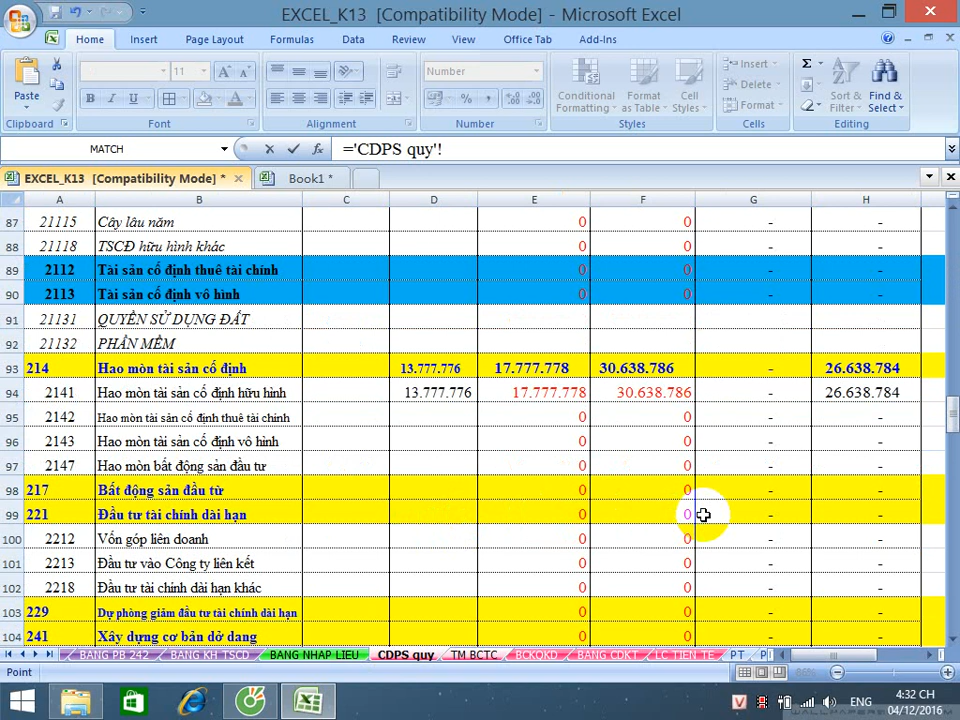 EXCEL_K13 [Compatibility Mode] - Microsoft Excel
Home Insert Page Layout Formulas Data Review View Office Tab Add-Ins
Paste
11
Number
Conditional Formatting
Format as Table
Cell Styles
Insert
Delete
Format
Sort & Filter
Find & Select
Clipboard Font Alignment Number Styles Cells Editing
MATCH ='CDPS quy'!
EXCEL_K13 [Compatibility Mode] * Book1 *
A B C D E F G H
87 21115 Cây lâu năm 0 0 - -
88 21118 TSCĐ hữu hình khác 0 0 - -
89 2112 Tài sản cố định thuê tài chính 0 0 - -
90 2113 Tài sản cố định vô hình 0 0 - -
91 21131 QUYỀN SỬ DỤNG ĐẤT
92 21132 PHẦN MỀM
93 214 Hao mòn tài sản cố định 13.777.776 17.777.778 30.638.786 - 26.638.784
94 2141 Hao mòn tài sản cố định hữu hình 13.777.776 17.777.778 30.638.786 - 26.638.784
95 2142 Hao mòn tài sản cố định thuê tài chinh 0 0 - -
96 2143 Hao mòn tài sản cố định vô hình 0 0 - -
97 2147 Hao mòn bất động sản đầu tư 0 0 - -
98 217 Bất động sản đầu từ 0 0 - -
99 221 Đầu tư tài chính dài hạn 0 0 - -
100 2212 Vốn góp liên doanh 0 0 - -
101 2213 Đầu tư vào Công ty liên kết 0 0 - -
102 2218 Đầu tư tài chinh dài hạn khác 0 0 - -
103 229 Dự phòng giảm đầu tư tài chính dài hạn 0 0 - -
104 241 Xây dựng cơ bản dở dang 0 0 - -
BANG PB 242 BANG KH TSCD BANG NHAP LIEU CDPS quy TM BCTC BCKQKD BANG CDKT LC TIEN TE PT
Point
ENG
4:32 CH
04/12/2016